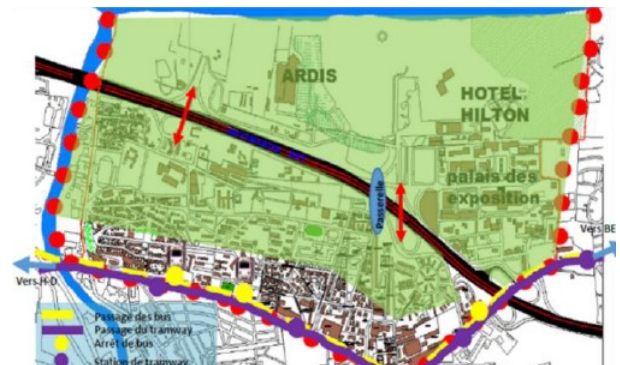 ARDIS
HOTEL
HILTON
palais des
exposition
Passerelle
Vers BE
Vers H-D
Passage des bus
Passage du tramway
Arrêt de bus
Station de tramway